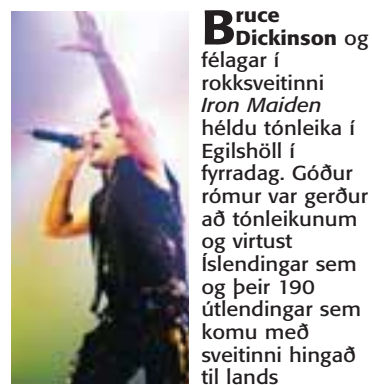 Bruce
Dickinson og
félagar í
rokksveitinni
Iron Maiden
héldu tónleika í
Egilshöll í
fyrradag. Góður
rómur var gerður
að tónleikunum
og virtust
Íslendingar sem
og þeir 190
útlendingar sem
komu með
sveitinni hingað
til lands